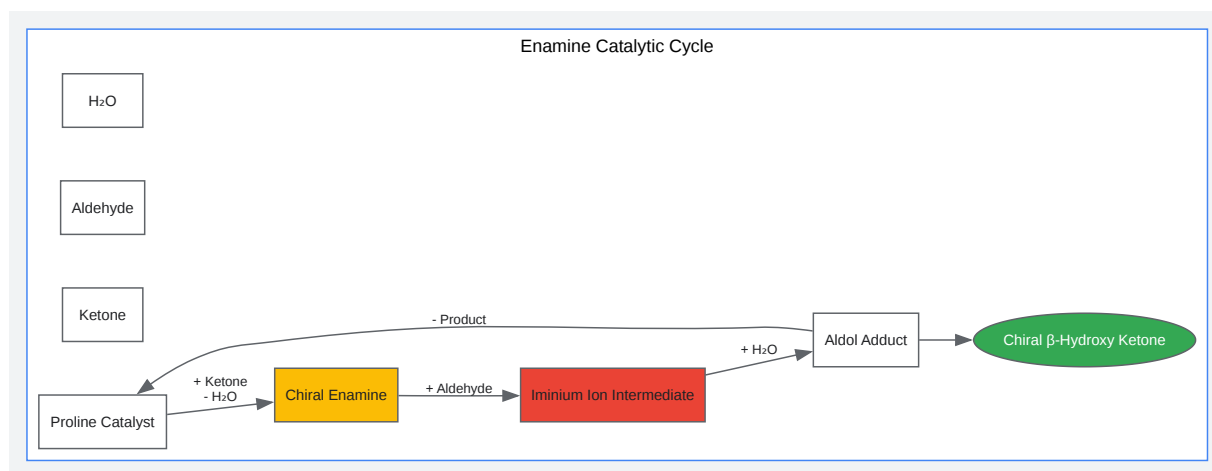 Enamine Catalytic Cycle
H₂O
Aldehyde
Ketone
- Product
+ H₂O
Aldol Adduct
Chiral β-Hydroxy Ketone
+ Ketone
- H₂O
Chiral Enamine
+ Aldehyde
Iminium Ion Intermediate
Proline Catalyst